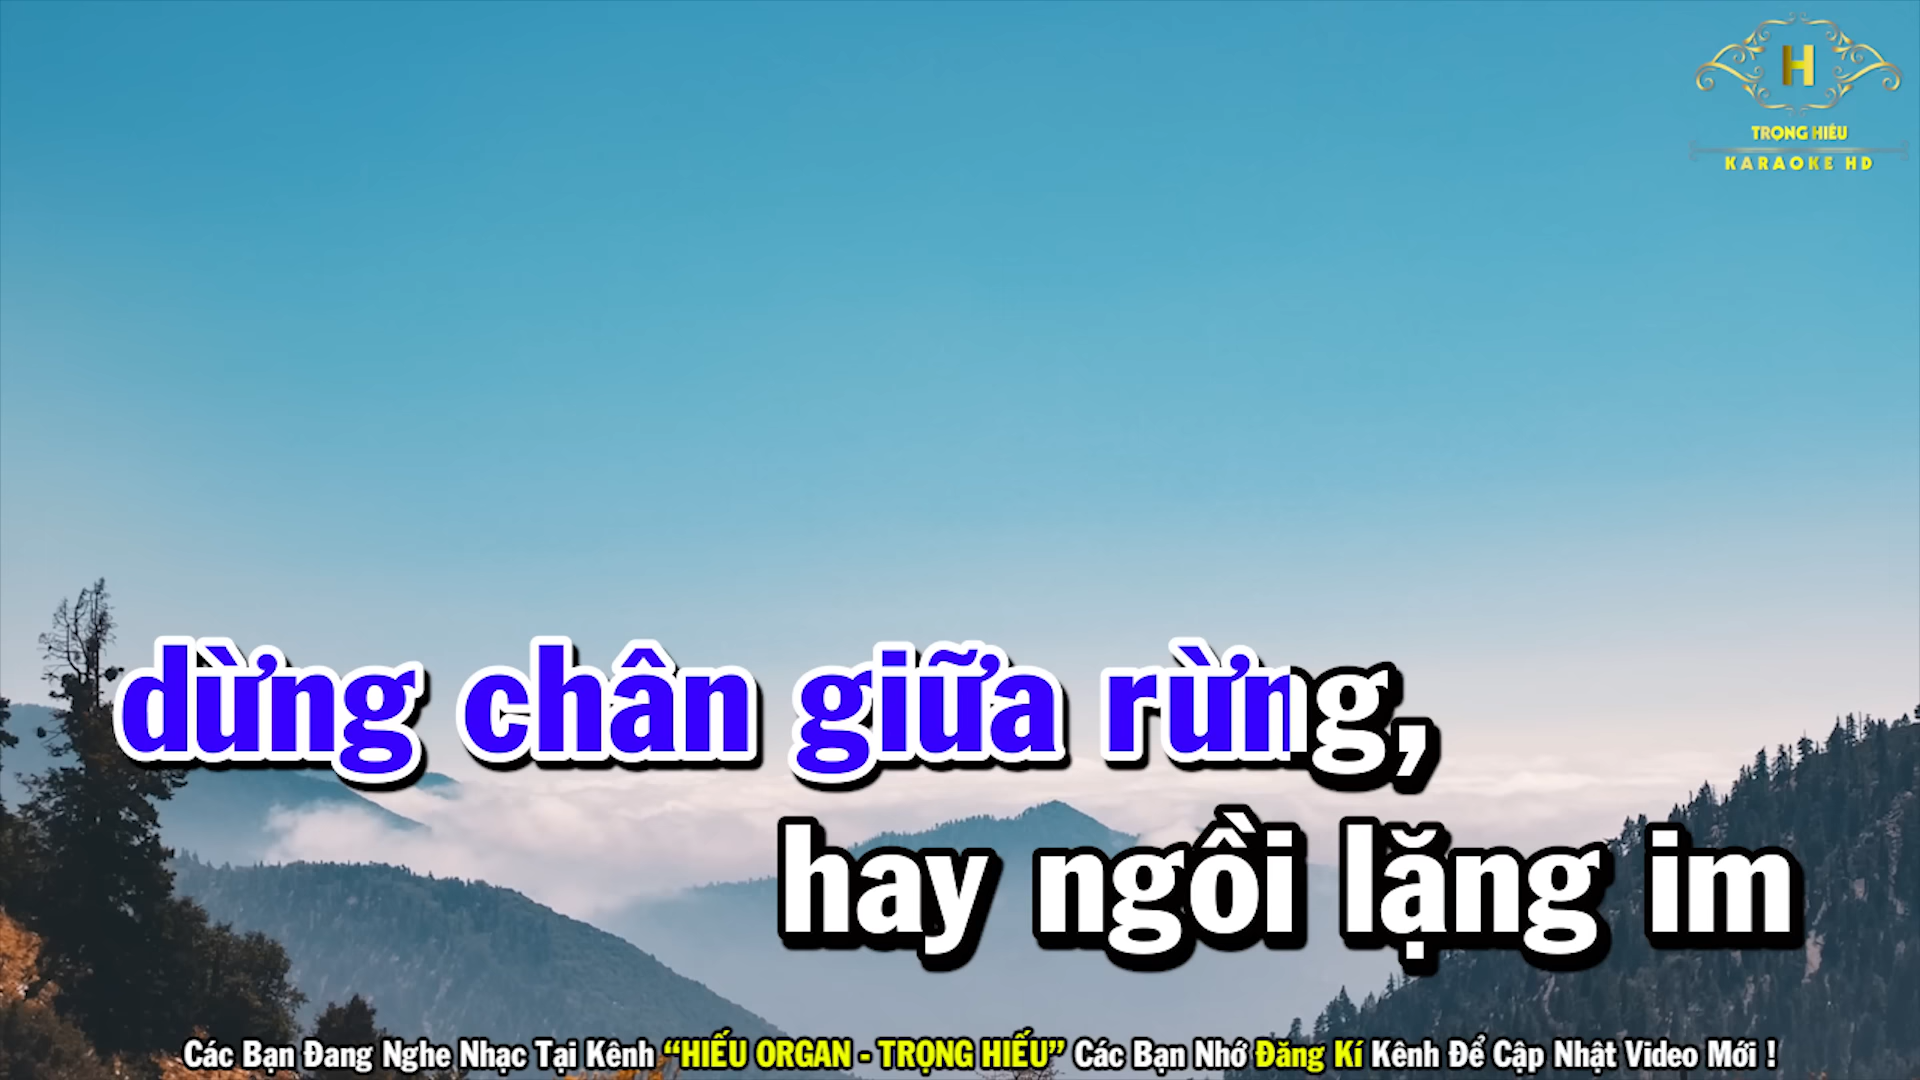 H
TRỌNG HIẾU
KARAOKE HD
dừng chân giữa rừng,
hay ngồi lặng im
Các Bạn Đang Nghe Nhạc Tại Kênh “HIẾU ORGAN - TRỌNG HIẾU” Các Bạn Nhớ Đăng Kí Kênh Để Cập Nhật Video Mới !